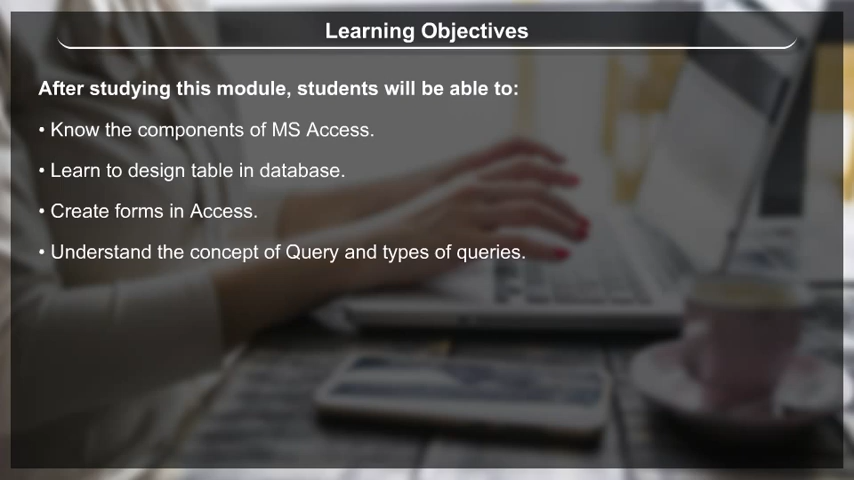 Learning Objectives
After studying this module, students will be able to:
• Know the components of MS Access.
• Learn to design table in database.
• Create forms in Access.
• Understand the concept of Query and types of queries.